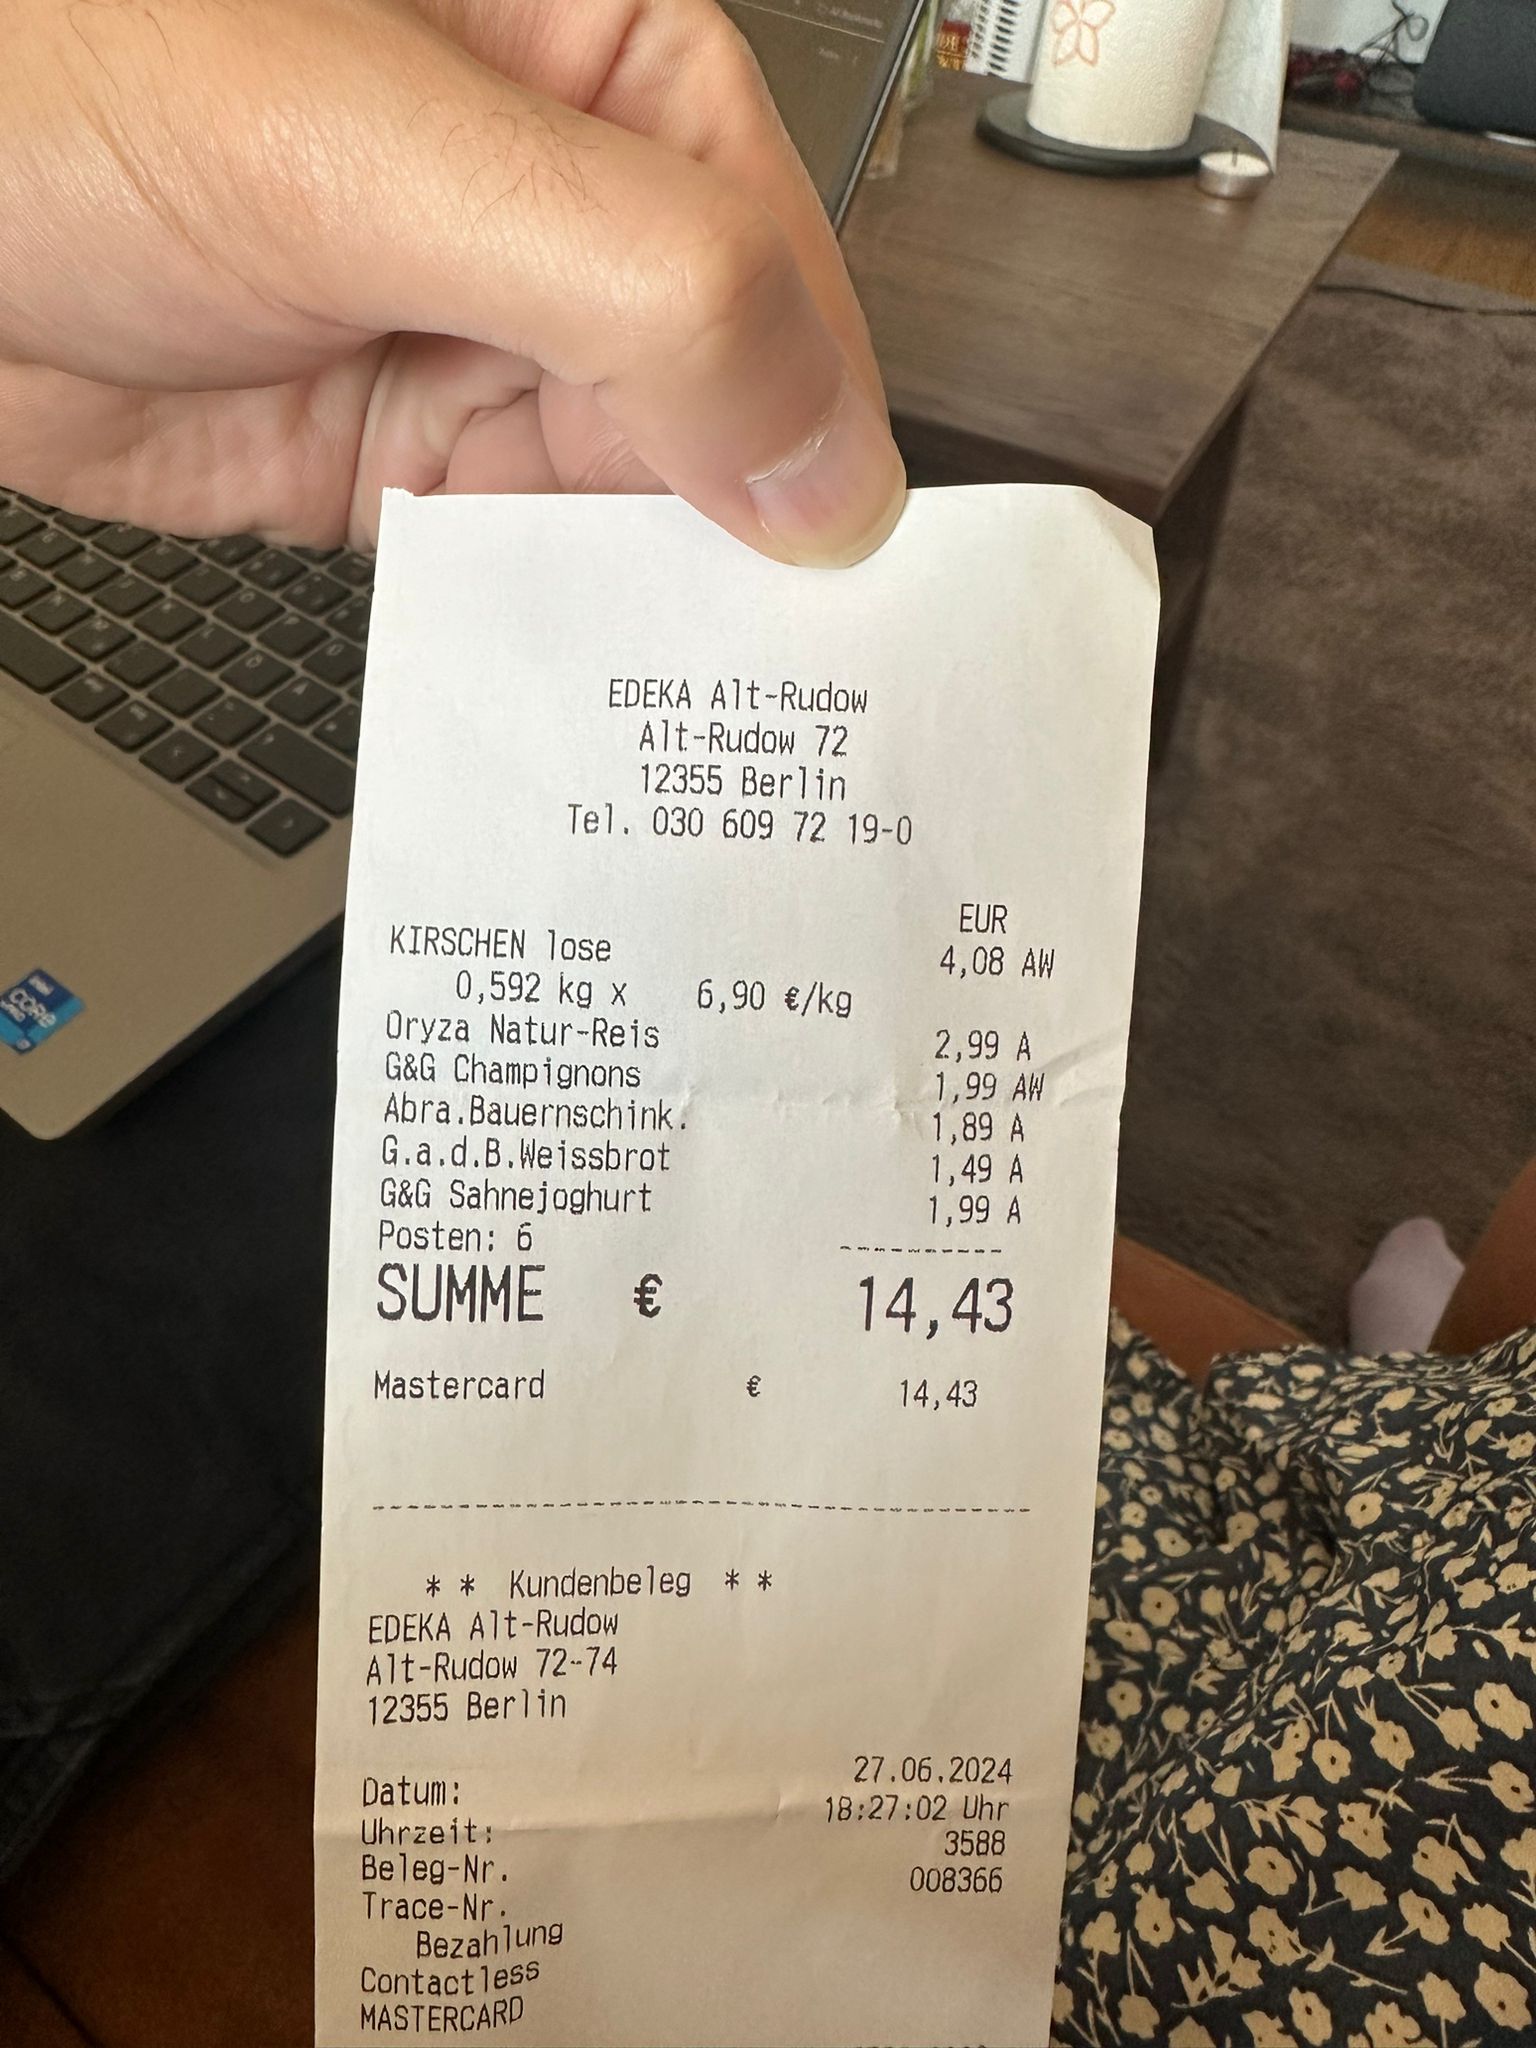 EDEKA Alt-Rudow
Alt-Rudow 72
12355 Berlin
Tel. 030 609 72 19-0
EUR
KIRSCHEN lose 4,08 AW
0,592 kg x 6,90 €/kg
Oryza Natur-Reis 2,99 A
G&G Champignons 1,99 AW
Abra.Bauernschink. 1,89 A
G.a.d.B.Weissbrot 1,49 A
G&G Sahnejoghurt 1,99 A
Posten: 6
SUMME € 14,43
Mastercard € 14,43
* * Kundenbeleg * *
EDEKA Alt-Rudow
Alt-Rudow 72-74
12355 Berlin
Datum: 27.06.2024
Uhrzeit: 18:27:02 Uhr
Beleg-Nr. 3588
Trace-Nr. 008366
Bezahlung
Contactless
MASTERCARD
CORE